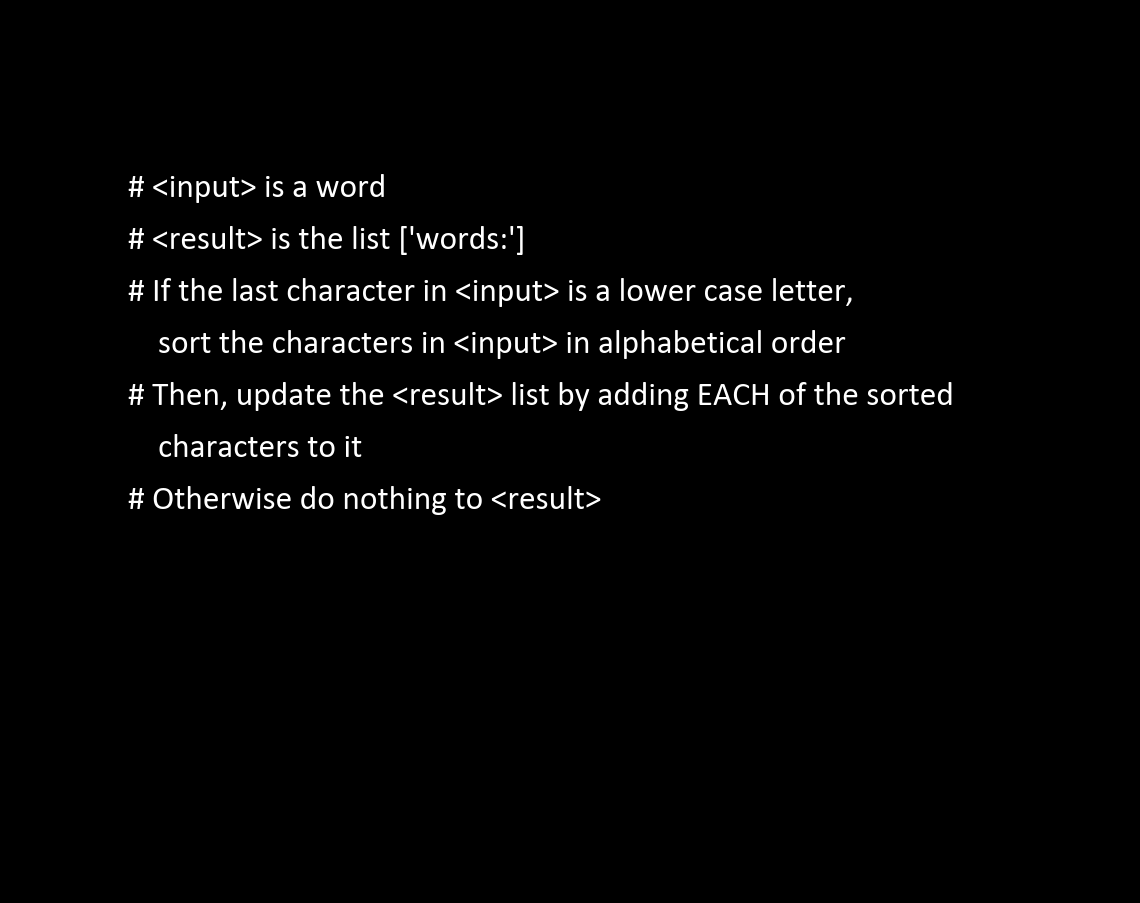 # <input> is a word
# <result> is the list ['words:']
# If the last character in <input> is a lower case letter,
sort the characters in <input> in alphabetical order
# Then, update the <result> list by adding EACH of the sorted
characters to it
# Otherwise do nothing to <result>